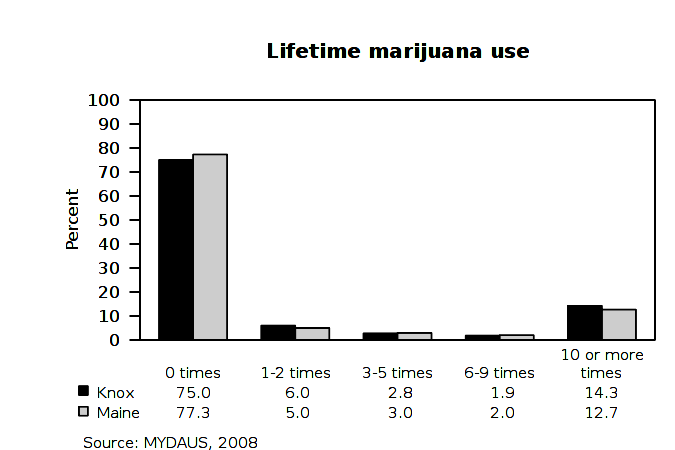 Lifetime marijuana use
Percent
100
90
80
70
60
50
40
30
20
10
0
0 times 1-2 times 3-5 times 6-9 times 10 or more times
Knox 75.0 6.0 2.8 1.9 14.3
Maine 77.3 5.0 3.0 2.0 12.7
Source: MYDAUS, 2008